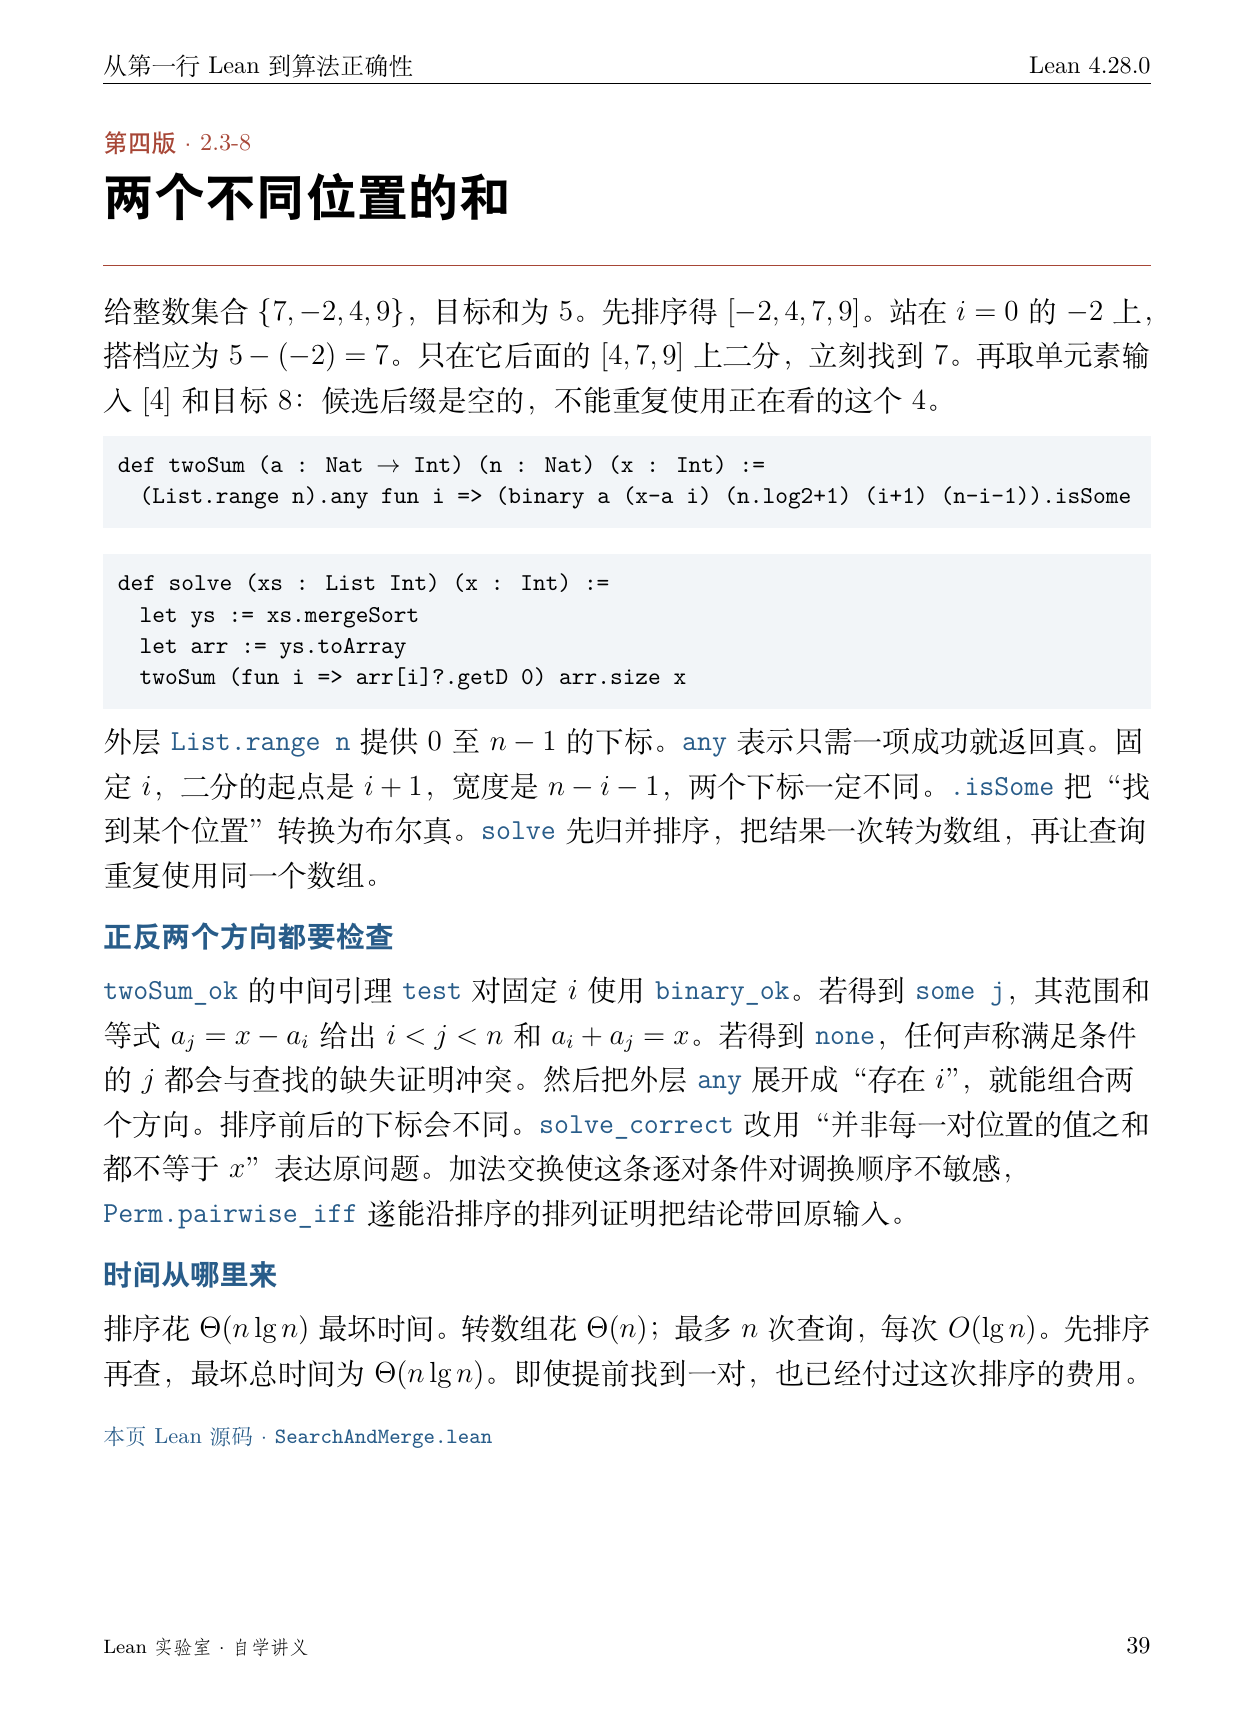 从第一行 Lean 到算法正确性
Lean 4.28.0
第四版 · 2.3-8
两个不同位置的和
给整数集合 {7, −2, 4, 9}，目标和为 5。先排序得 [−2, 4, 7, 9]。站在 i = 0 的 −2 上，
搭档应为 5 − (−2) = 7。只在它后面的 [4, 7, 9] 上二分，立刻找到 7。再取单元素输
入 [4] 和目标 8：候选后缀是空的，不能重复使用正在看的这个 4。
def twoSum (a : Nat → Int) (n : Nat) (x : Int) :=
  (List.range n).any fun i => (binary a (x-a i) (n.log2+1) (i+1) (n-i-1)).isSome
def solve (xs : List Int) (x : Int) :=
  let ys := xs.mergeSort
  let arr := ys.toArray
  twoSum (fun i => arr[i]?.getD 0) arr.size x
外层 List.range n 提供 0 至 n − 1 的下标。any 表示只需一项成功就返回真。固
定 i，二分的起点是 i + 1，宽度是 n − i − 1，两个下标一定不同。.isSome 把“找
到某个位置”转换为布尔真。solve 先归并排序，把结果一次转为数组，再让查询
重复使用同一个数组。
正反两个方向都要检查
twoSum_ok 的中间引理 test 对固定 i 使用 binary_ok。若得到 some j，其范围和
等式 a_j = x − a_i 给出 i < j < n 和 a_i + a_j = x。若得到 none，任何声称满足条件
的 j 都会与查找的缺失证明冲突。然后把外层 any 展开成“存在 i”，就能组合两
个方向。排序前后的下标会不同。solve_correct 改用“并非每一对位置的值之和
都不等于 x”表达原问题。加法交换使这条逐对条件对调换顺序不敏感，
Perm.pairwise_iff 遂能沿排序的排列证明把结论带回原输入。
时间从哪里来
排序花 Θ(n lg n) 最坏时间。转数组花 Θ(n)；最多 n 次查询，每次 O(lg n)。先排序
再查，最坏总时间为 Θ(n lg n)。即使提前找到一对，也已经付过这次排序的费用。
本页 Lean 源码 · SearchAndMerge.lean
Lean 实验室 · 自学讲义
39